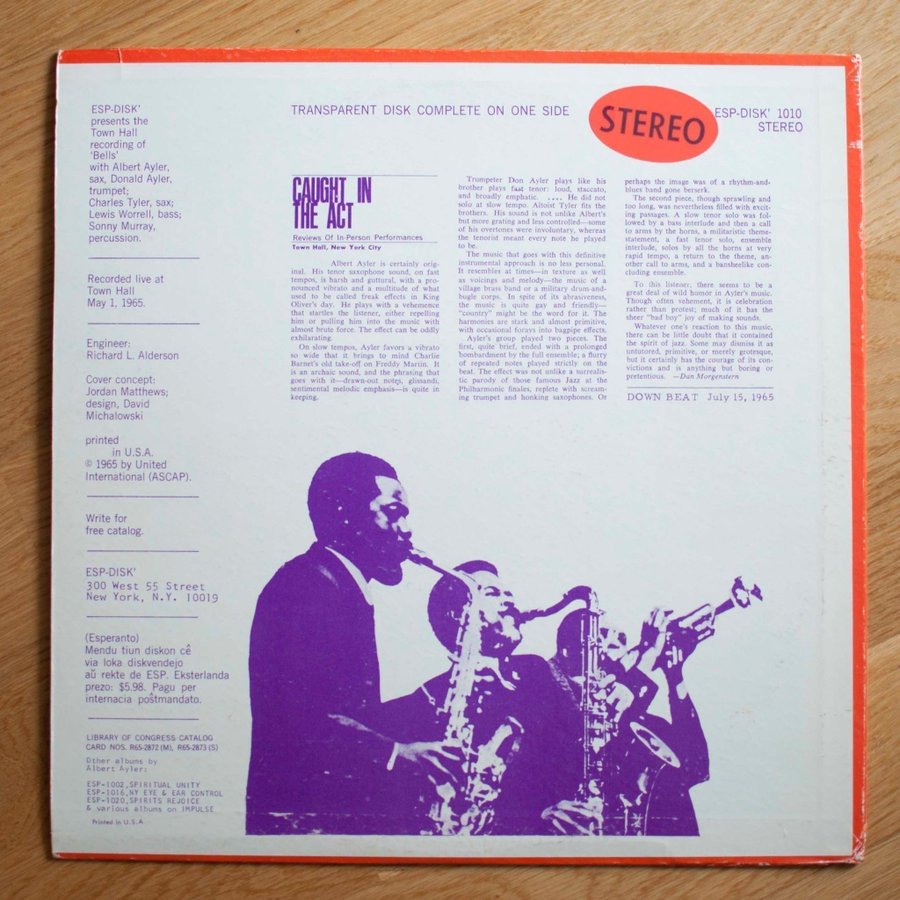 ESP-DISK'
presents the
Town Hall
recording of
'Bells'
with Albert Ayler,
sax, Donald Ayler,
trumpet;
Charles Tyler, sax;
Lewis Worrell, bass;
Sonny Murray,
percussion.
Recorded live at
Town Hall
May 1, 1965.
Engineer:
Richard L. Alderson
Cover concept:
Jordan Matthews;
design, David
Michalowski
printed
in U.S.A.
© 1965 by United
International (ASCAP).
Write for
free catalog.
ESP-DISK'
300 West 55 Street
New York, N.Y. 10019
(Esperanto)
Mendu tiun diskon cê
via loka diskvendejo
aŭ rekte de ESP. Eksterlanda
prezo: $5.98. Pagu per
internacia poŝtmandato.
LIBRARY OF CONGRESS CATALOG
CARD NOS. R65-2872 (M), R65-2873 (S)
Other albums by
Albert Ayler:
ESP-1002,SPIRITUAL UNITY
ESP-1016,NY EYE & EAR CONTROL
ESP-1020,SPIRITS REJOICE
& various albums on IMPULSE
Printed in U.S.A.
TRANSPARENT DISK COMPLETE ON ONE SIDE
STEREO
ESP-DISK' 1010
STEREO
CAUGHT IN
THE ACT
Reviews Of In-Person Performances
Town Hall, New York City
Albert Ayler is certainly orig-
inal. His tenor saxophone sound, on fast
tempos, is harsh and guttural, with a pro-
nounced vibrato and a multitude of what
used to be called freak effects in King
Oliver's day. He plays with a vehemence
that startles the listener, either repelling
him or pulling him into the music with
almost brute force. The effect can be oddly
exhilarating.
On slow tempos, Ayler favors a vibrato
so wide that it brings to mind Charlie
Barnet's old take-off on Freddy Martin. It
is an archaic sound, and the phrasing that
goes with it—drawn-out notes, glissandi,
sentimental melodic emphasis—is quite in
keeping.
Trumpeter Don Ayler plays like his
brother plays fast tenor: loud, staccato,
and broadly emphatic. .... He did not
solo at slow tempo. Altoist Tyler fits the
brothers. His sound is not unlike Albert's
but more grating and less controlled—some
of his overtones were involuntary, whereas
the tenorist meant every note he played
to be.
The music that goes with this definitive
instrumental approach is no less personal.
It resembles at times—in texture as well
as voicings and melody—the music of a
village brass band or a military drum-and-
bugle corps. In spite of its abrasiveness,
the music is quite gay and friendly—
"country" might be the word for it. The
harmonies are stark and almost primitive,
with occasional forays into bagpipe effects.
Ayler's group played two pieces. The
first, quite brief, ended with a prolonged
bombardment by the full ensemble; a flurry
of repeated notes played strictly on the
beat. The effect was not unlike a surrealis-
tic parody of those famous Jazz at the
Philharmonic finales, replete with scream-
ing trumpet and honking saxophones. Or
perhaps the image was of a rhythm-and-
blues band gone berserk.
The second piece, though sprawling and
too long, was nevertheless filled with excit-
ing passages. A slow tenor solo was fol-
lowed by a bass interlude and then a call
to arms by the horns, a militaristic theme-
statement, a fast tenor solo, ensemble
interlude, solos by all the horns at very
rapid tempo, a return to the theme, an-
other call to arms, and a bansheelike con-
cluding ensemble.
To this listener, there seems to be a
great deal of wild humor in Ayler's music.
Though often vehement, it is celebration
rather than protest; much of it has the
sheer "bad boy" joy of making sounds.
Whatever one's reaction to this music,
there can be little doubt that it contained
the spirit of jazz. Some may dismiss it as
untutored, primitive, or merely grotesque,
but it certainly has the courage of its con-
victions and is anything but boring or
pretentious. —Dan Morgenstern
DOWN BEAT July 15, 1965